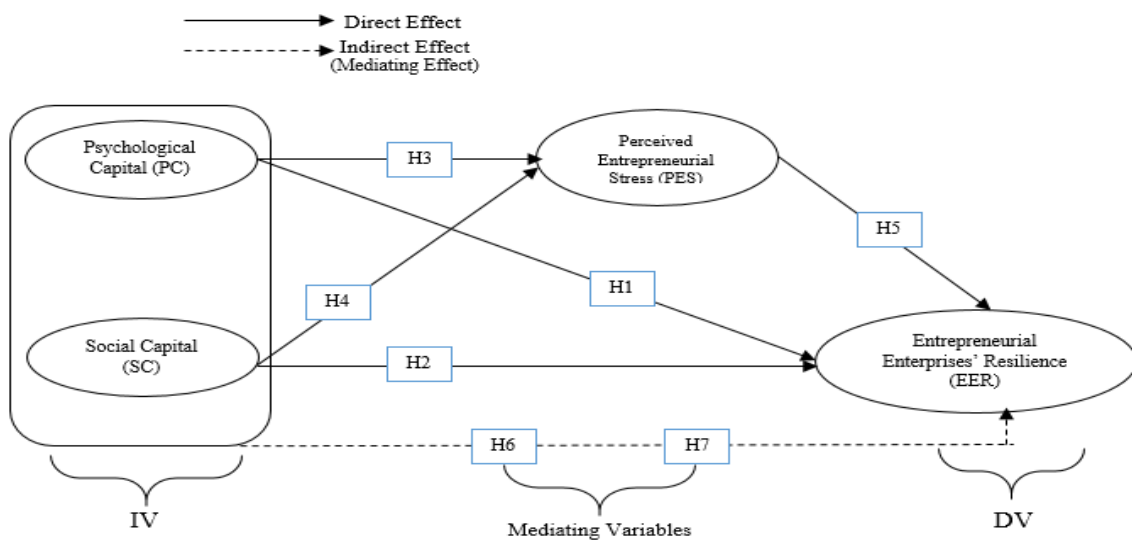 Direct Effect
Indirect Effect
(Mediating Effect)
Psychological
Capital (PC)
H3
Perceived
Entrepreneurial
Stress (PES)
H5
H4
H1
Social Capital
(SC)
H2
Entrepreneurial
Enterprises’ Resilience
(EER)
H6
H7
IV
Mediating Variables
DV